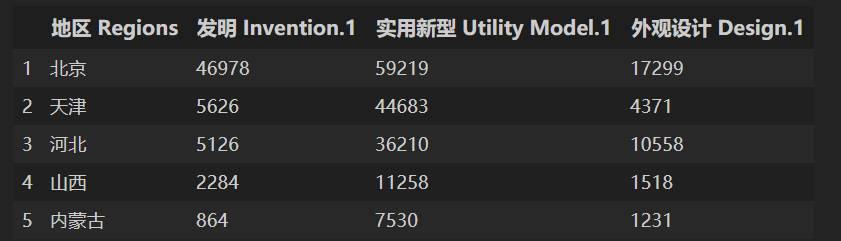 地区 Regions 发明 Invention.1 实用新型 Utility Model.1 外观设计 Design.1
1 北京 46978 59219 17299
2 天津 5626 44683 4371
3 河北 5126 36210 10558
4 山西 2284 11258 1518
5 内蒙古 864 7530 1231